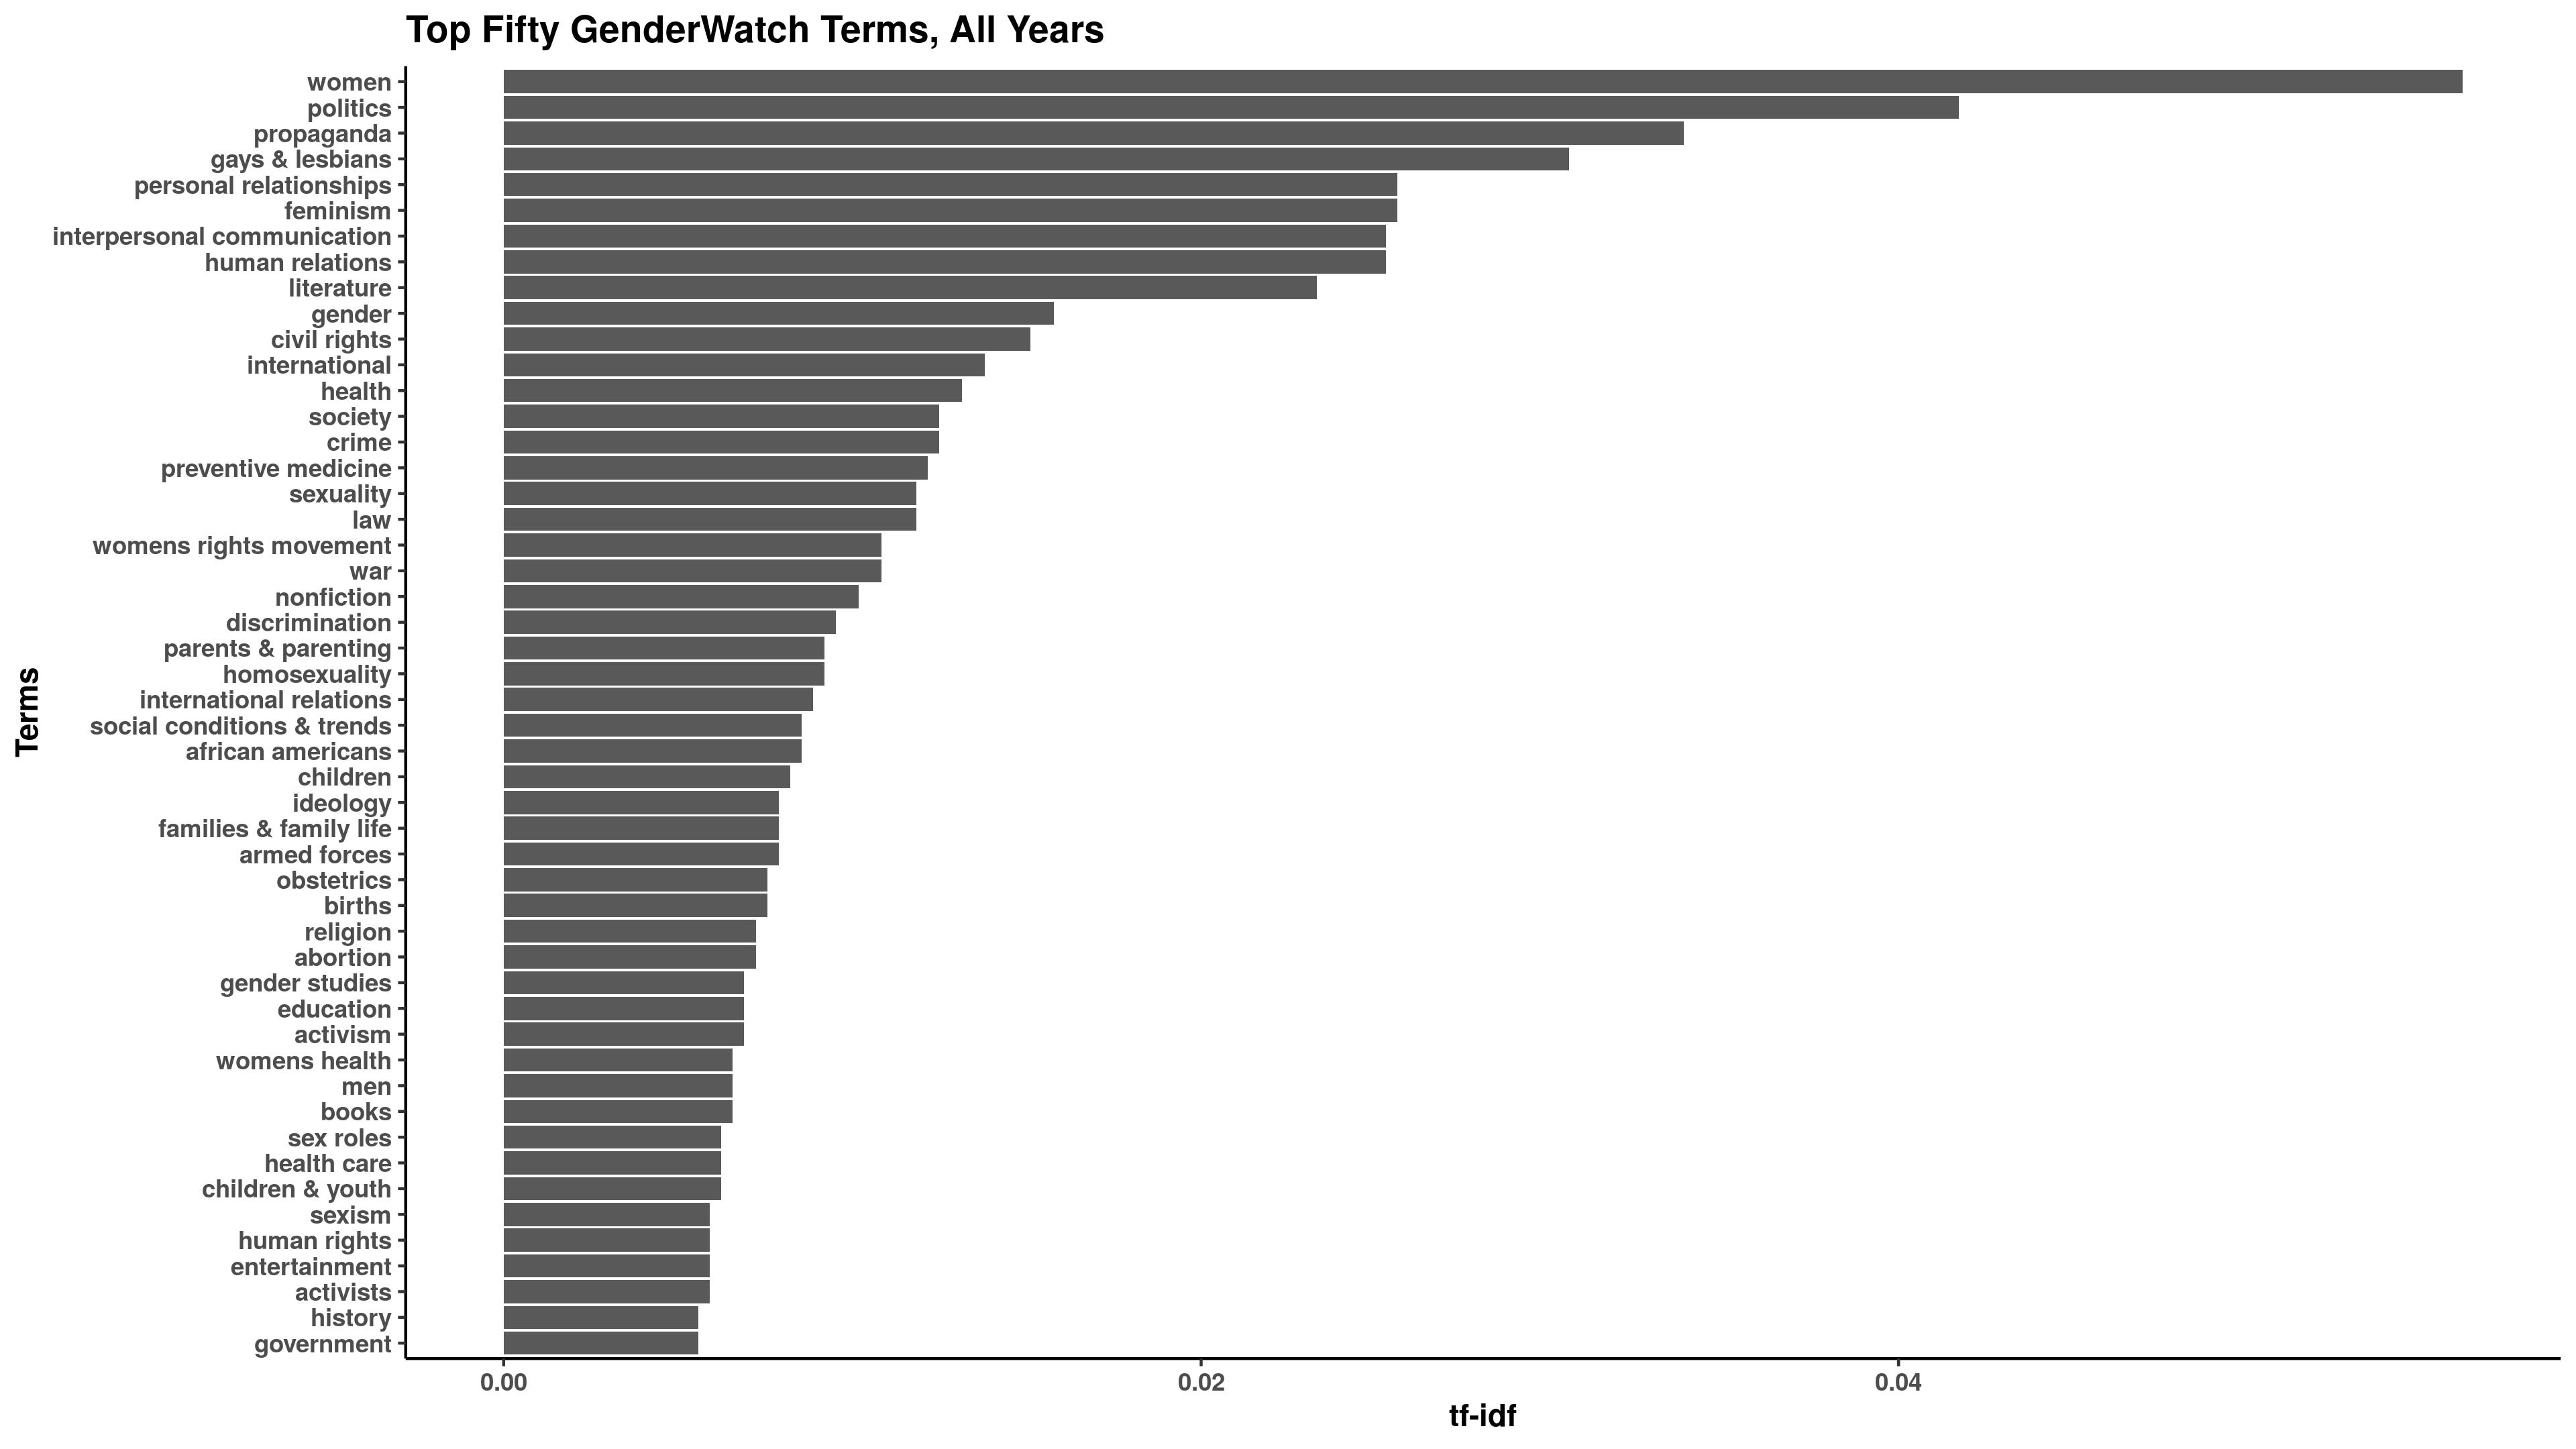 Top Fifty GenderWatch Terms, All Years
women
politics
propaganda
gays & lesbians
personal relationships
feminism
interpersonal communication
human relations
literature
gender
civil rights
international
health
society
crime
preventive medicine
sexuality
law
womens rights movement
war
nonfiction
discrimination
parents & parenting
homosexuality
international relations
social conditions & trends
african americans
children
ideology
families & family life
armed forces
obstetrics
births
religion
abortion
gender studies
education
activism
womens health
men
books
sex roles
health care
children & youth
sexism
human rights
entertainment
activists
history
government
Terms
0.00 0.02 0.04
tf-idf